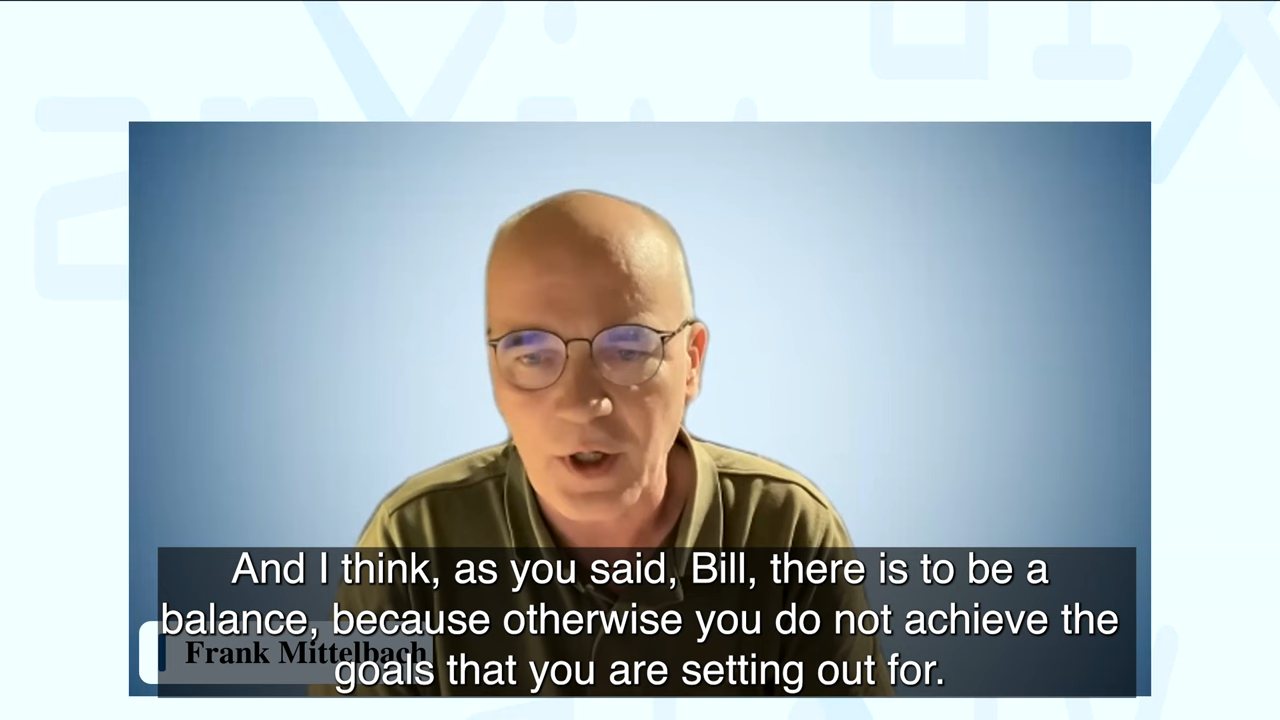 And I think, as you said, Bill, there is to be a
balance, because otherwise you do not achieve the
Frank Mittelbach
goals that you are setting out for.